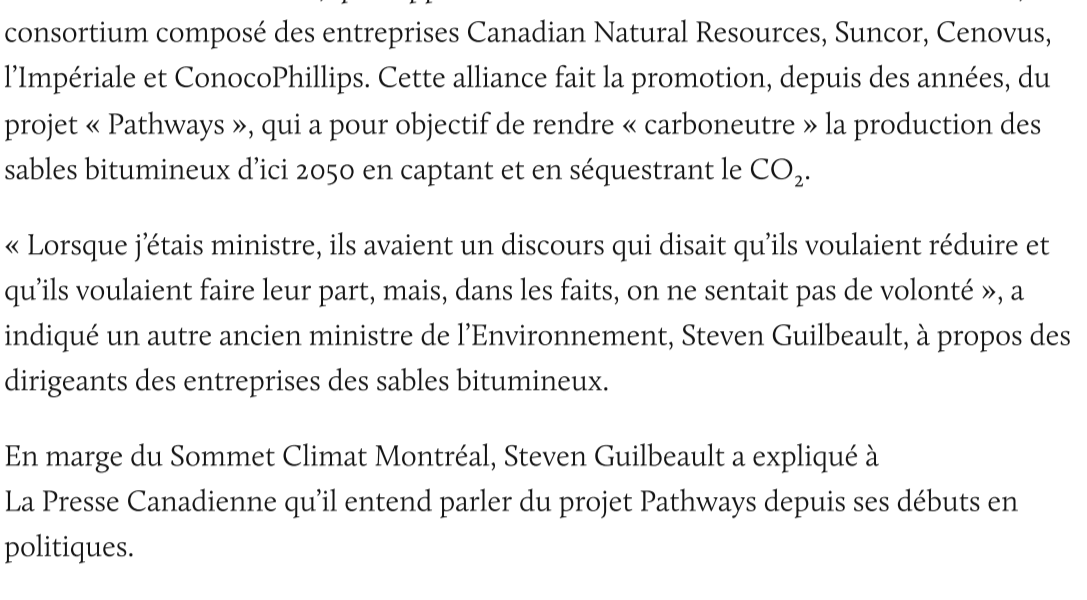 consortium composé des entreprises Canadian Natural Resources, Suncor, Cenovus,
l’Impériale et ConocoPhillips. Cette alliance fait la promotion, depuis des années, du
projet « Pathways », qui a pour objectif de rendre « carboneutre » la production des
sables bitumineux d’ici 2050 en captant et en séquestrant le CO₂.
« Lorsque j’étais ministre, ils avaient un discours qui disait qu’ils voulaient réduire et
qu’ils voulaient faire leur part, mais, dans les faits, on ne sentait pas de volonté », a
indiqué un autre ancien ministre de l’Environnement, Steven Guilbeault, à propos des
dirigeants des entreprises des sables bitumineux.
En marge du Sommet Climat Montréal, Steven Guilbeault a expliqué à
La Presse Canadienne qu’il entend parler du projet Pathways depuis ses débuts en
politiques.